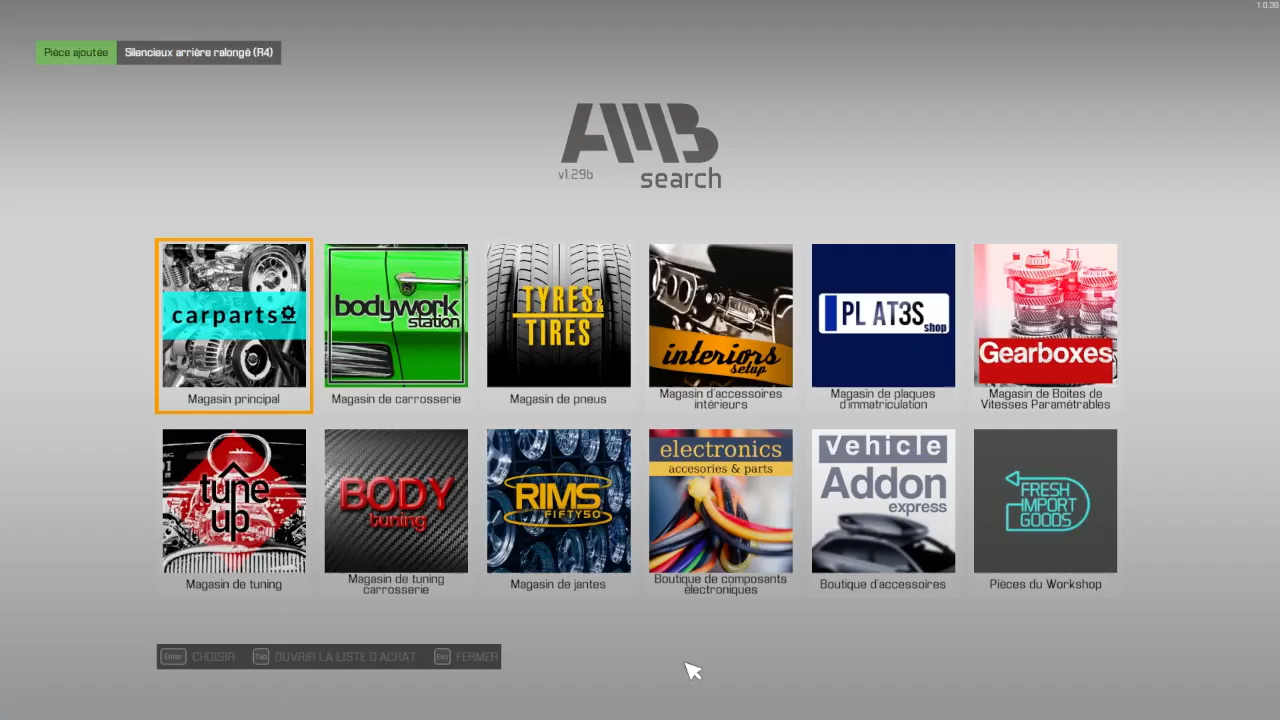 1.0.36
Pièce ajoutée Silencieux arrière ralongé (R4)
AMB
v1.29b
search
carparts
Magasin principal
bodywork
station
Magasin de carrosserie
TYRES &
TIRES
Magasin de pneus
interiors
setup
Magasin d'accessoires
intérieurs
PL AT3S
shop
Magasin de plaques
d'immatriculation
Gearboxes
Magasin de Boîtes de
Vitesses Paramétrables
tune
up
Magasin de tuning
BODY
tuning
Magasin de tuning
carrosserie
RIMS
FIFTY50
Magasin de jantes
electronics
accesories & parts
Boutique de composants
électroniques
vehicle
Addon
express
Boutique d'accessoires
FRESH
IMPORT
GOODS
Pièces du Workshop
Enter CHOISIR Tab OUVRIR LA LISTE D'ACHAT Esc FERMER